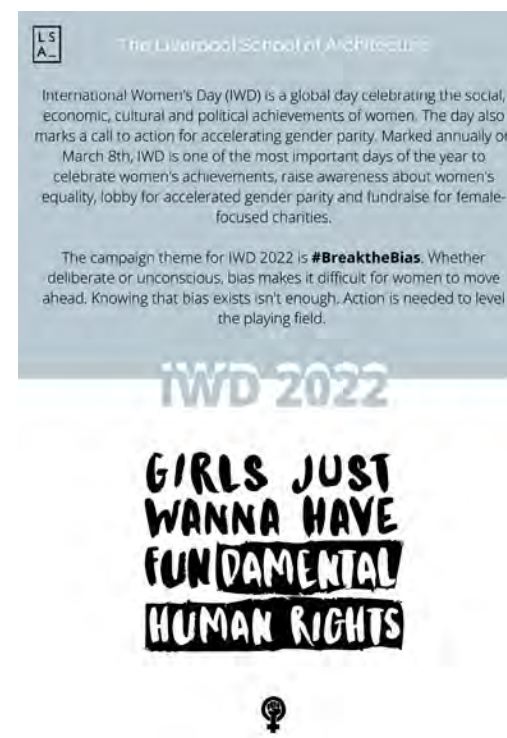 L S
A_
The Liverpool School of Architecture
International Women's Day (IWD) is a global day celebrating the social,
economic, cultural and political achievements of women. The day also
marks a call to action for accelerating gender parity. Marked annually on
March 8th, IWD is one of the most important days of the year to
celebrate women's achievements, raise awareness about women's
equality, lobby for accelerated gender parity and fundraise for female-
focused charities.
The campaign theme for IWD 2022 is #BreaktheBias. Whether
deliberate or unconscious, bias makes it difficult for women to move
ahead. Knowing that bias exists isn't enough. Action is needed to level
the playing field.
IWD 2022
GIRLS JUST
WANNA HAVE
FUNDAMENTAL
HUMAN RIGHTS